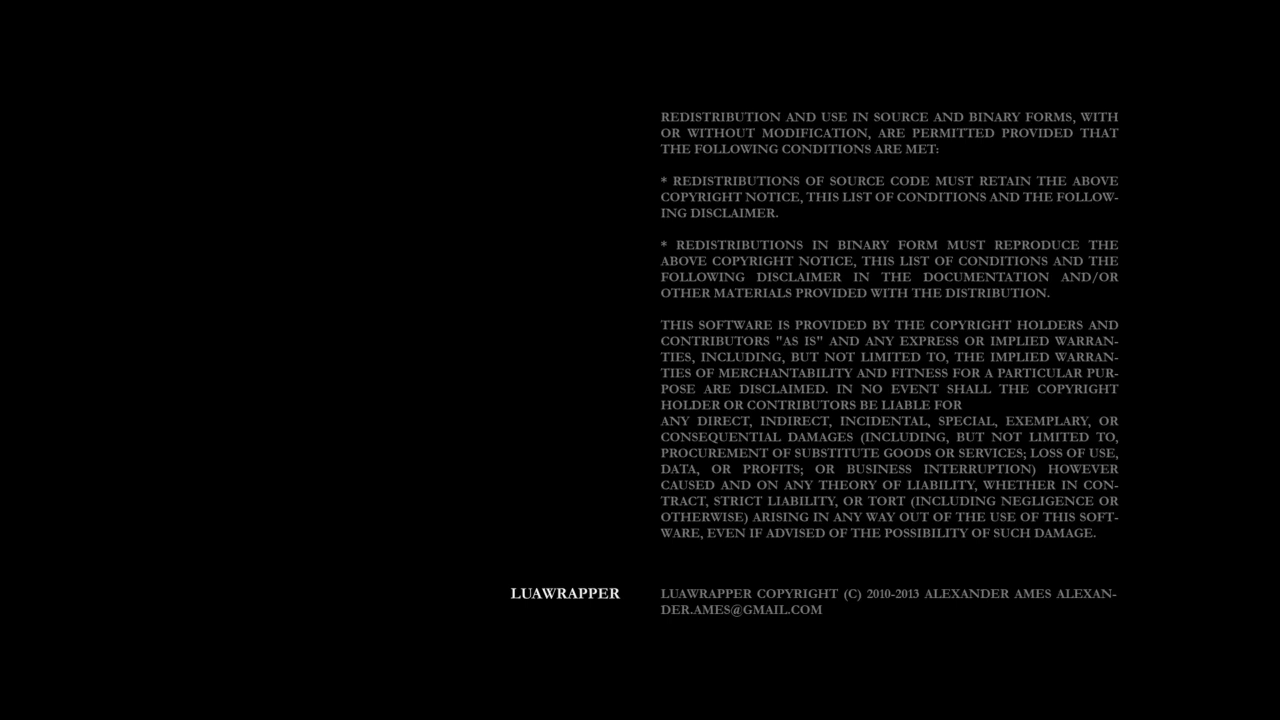 REDISTRIBUTION AND USE IN SOURCE AND BINARY FORMS, WITH
OR WITHOUT MODIFICATION, ARE PERMITTED PROVIDED THAT
THE FOLLOWING CONDITIONS ARE MET:
* REDISTRIBUTIONS OF SOURCE CODE MUST RETAIN THE ABOVE
COPYRIGHT NOTICE, THIS LIST OF CONDITIONS AND THE FOLLOW-
ING DISCLAIMER.
* REDISTRIBUTIONS IN BINARY FORM MUST REPRODUCE THE
ABOVE COPYRIGHT NOTICE, THIS LIST OF CONDITIONS AND THE
FOLLOWING DISCLAIMER IN THE DOCUMENTATION AND/OR
OTHER MATERIALS PROVIDED WITH THE DISTRIBUTION.
THIS SOFTWARE IS PROVIDED BY THE COPYRIGHT HOLDERS AND
CONTRIBUTORS "AS IS" AND ANY EXPRESS OR IMPLIED WARRAN-
TIES, INCLUDING, BUT NOT LIMITED TO, THE IMPLIED WARRAN-
TIES OF MERCHANTABILITY AND FITNESS FOR A PARTICULAR PUR-
POSE ARE DISCLAIMED. IN NO EVENT SHALL THE COPYRIGHT
HOLDER OR CONTRIBUTORS BE LIABLE FOR
ANY DIRECT, INDIRECT, INCIDENTAL, SPECIAL, EXEMPLARY, OR
CONSEQUENTIAL DAMAGES (INCLUDING, BUT NOT LIMITED TO,
PROCUREMENT OF SUBSTITUTE GOODS OR SERVICES; LOSS OF USE,
DATA, OR PROFITS; OR BUSINESS INTERRUPTION) HOWEVER
CAUSED AND ON ANY THEORY OF LIABILITY, WHETHER IN CON-
TRACT, STRICT LIABILITY, OR TORT (INCLUDING NEGLIGENCE OR
OTHERWISE) ARISING IN ANY WAY OUT OF THE USE OF THIS SOFT-
WARE, EVEN IF ADVISED OF THE POSSIBILITY OF SUCH DAMAGE.
LUAWRAPPER LUAWRAPPER COPYRIGHT (C) 2010-2013 ALEXANDER AMES ALEXAN-
DER.AMES@GMAIL.COM